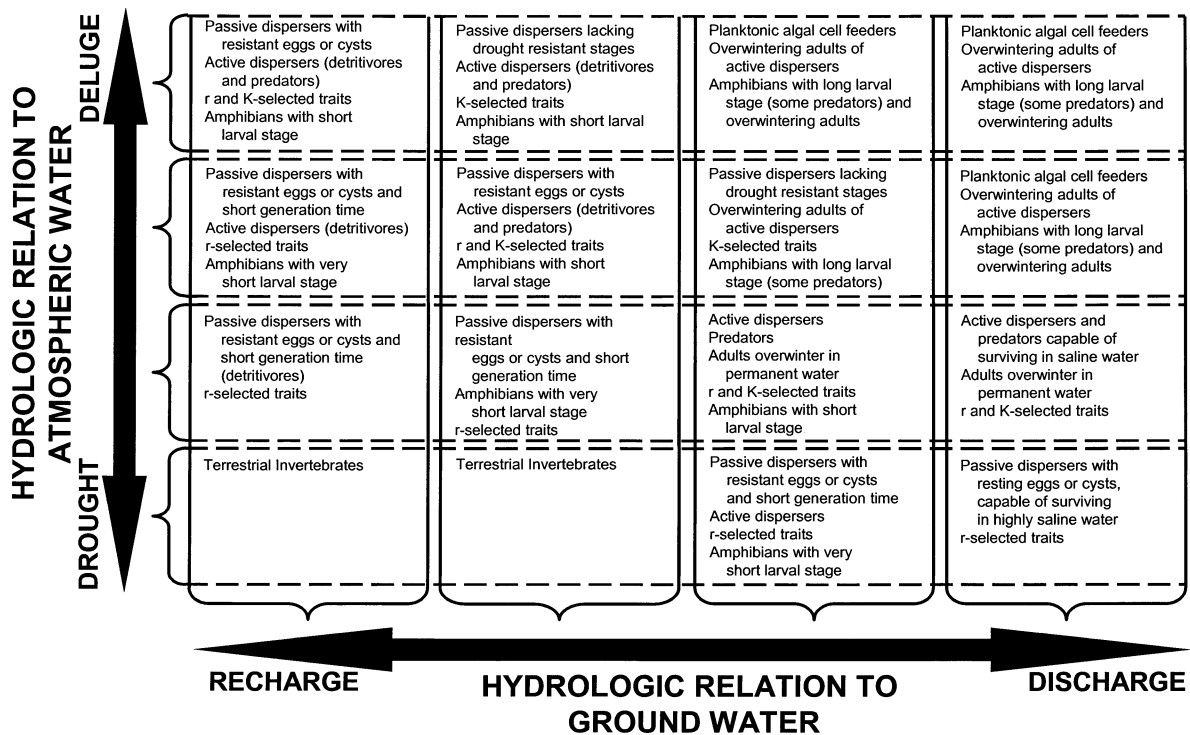 HYDROLOGIC RELATION TO
ATMOSPHERIC WATER
DELUGE
DROUGHT
Passive dispersers with
resistant eggs or cysts
Active dispersers (detritivores
and predators)
r and K-selected traits
Amphibians with short
larval stage
Passive dispersers lacking
drought resistant stages
Active dispersers (detritivores
and predators)
K-selected traits
Amphibians with short larval
stage
Planktonic algal cell feeders
Overwintering adults of
active dispersers
Amphibians with long larval
stage (some predators) and
overwintering adults
Planktonic algal cell feeders
Overwintering adults of
active dispersers
Amphibians with long larval
stage (some predators) and
overwintering adults
Passive dispersers with
resistant eggs or cysts and
short generation time
Active dispersers (detritivores)
r-selected traits
Amphibians with very
short larval stage
Passive dispersers with
resistant eggs or cysts
Active dispersers (detritivores
and predators)
r and K-selected traits
Amphibians with short
larval stage
Passive dispersers lacking
drought resistant stages
Overwintering adults of
active dispersers
K-selected traits
Amphibians with long larval
stage (some predators)
Planktonic algal cell feeders
Overwintering adults of
active dispersers
Amphibians with long larval
stage (some predators) and
overwintering adults
Passive dispersers with
resistant eggs or cysts and
short generation time
(detritivores)
r-selected traits
Passive dispersers with
resistant
eggs or cysts and short
generation time
Amphibians with very
short larval stage
r-selected traits
Active dispersers
Predators
Adults overwinter in
permanent water
r and K-selected traits
Amphibians with short
larval stage
Active dispersers and
predators capable of
surviving in saline water
Adults overwinter in
permanent water
r and K-selected traits
Terrestrial Invertebrates
Terrestrial Invertebrates
Passive dispersers with
resistant eggs or cysts
and short generation time
Active dispersers
r-selected traits
Amphibians with very
short larval stage
Passive dispersers with
resting eggs or cysts,
capable of surviving
in highly saline water
r-selected traits
RECHARGE
HYDROLOGIC RELATION TO
GROUND WATER
DISCHARGE